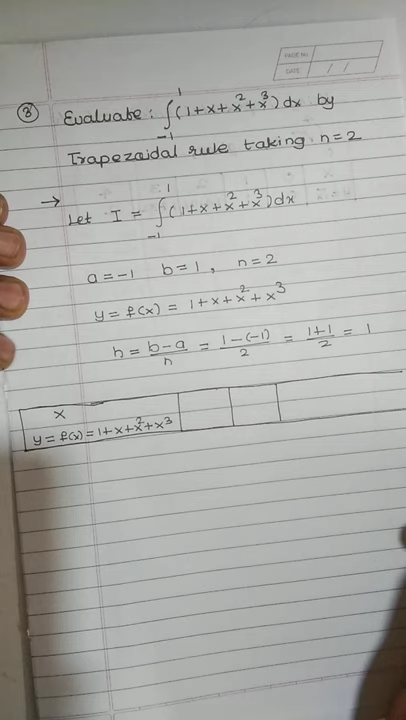 PAGE NO
DATE / /
(8) Evaluate: ∫₋₁¹ (1+x+x²+x³) dx by
Trapezoidal rule taking n=2
→ Let I = ∫₋₁¹ (1+x+x²+x³) dx
a = -1 b = 1, n = 2
y = f(x) = 1+x+x²+x³
h = (b-a)/n = (1-(-1))/2 = (1+1)/2 = 1
x
y = f(x) = 1+x+x²+x³